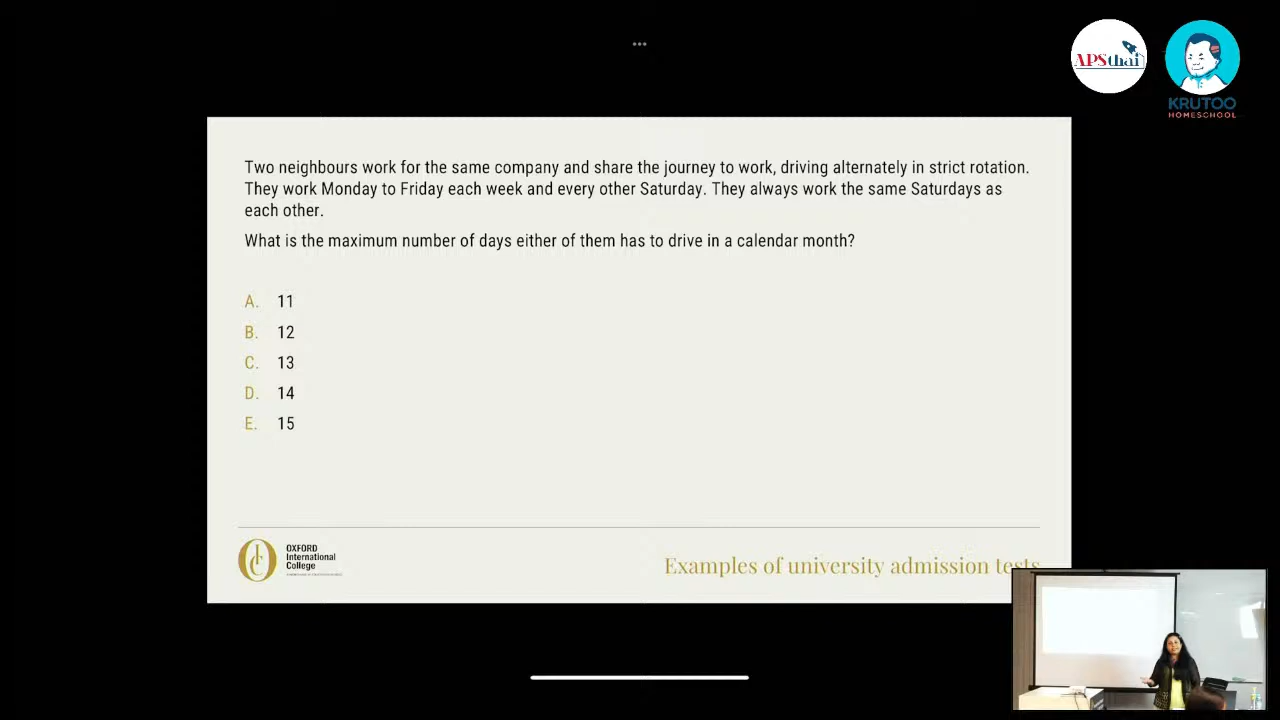 •••
APSthai
KRUTOO
HOMESCHOOL
Two neighbours work for the same company and share the journey to work, driving alternately in strict rotation.
They work Monday to Friday each week and every other Saturday. They always work the same Saturdays as
each other.
What is the maximum number of days either of them has to drive in a calendar month?
A. 11
B. 12
C. 13
D. 14
E. 15
OXFORD
International
College
Examples of university admission tests